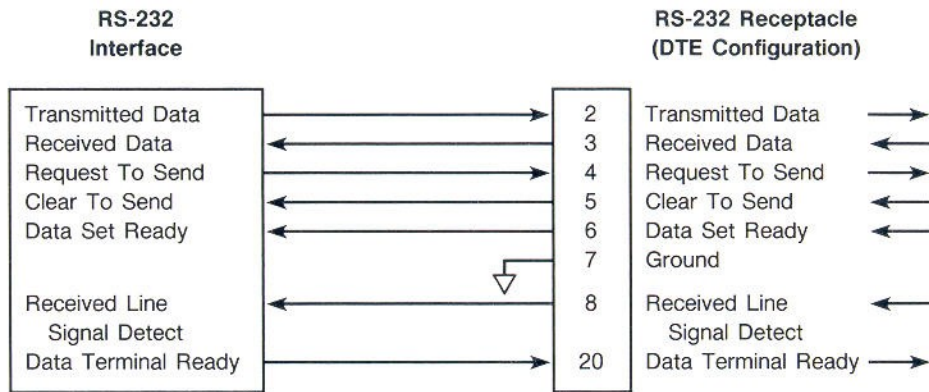 RS-232
Interface
RS-232 Receptacle
(DTE Configuration)
Transmitted Data
2
Transmitted Data
Received Data
3
Received Data
Request To Send
4
Request To Send
Clear To Send
5
Clear To Send
Data Set Ready
6
Data Set Ready
7
Ground
Received Line
Signal Detect
8
Received Line
Signal Detect
Data Terminal Ready
20
Data Terminal Ready